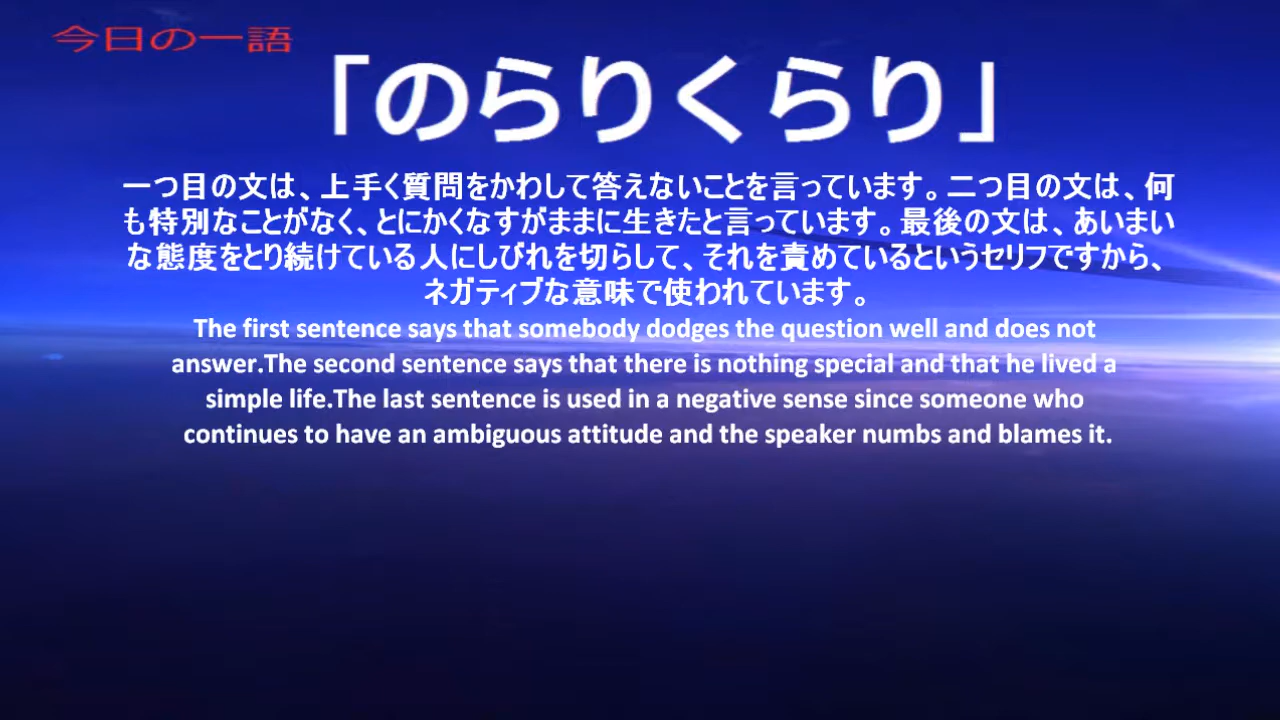 今日の一語
「のらりくらり」
一つ目の文は、上手く質問をかわして答えないことを言っています。二つ目の文は、何
も特別なことがなく、とにかくなすがままに生きたと言っています。最後の文は、あいまい
な態度をとり続けている人にしびれを切らして、それを責めているというセリフですから、
ネガティブな意味で使われています。
The first sentence says that somebody dodges the question well and does not
answer.The second sentence says that there is nothing special and that he lived a
simple life.The last sentence is used in a negative sense since someone who
continues to have an ambiguous attitude and the speaker numbs and blames it.